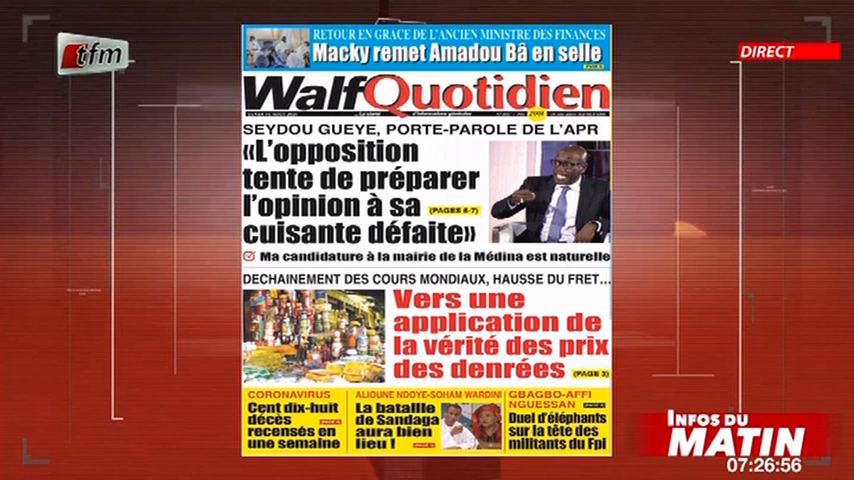 tfm
DIRECT
RETOUR EN GRACE DE L'ANCIEN MINISTRE DES FINANCES
Macky remet Amadou Bâ en selle
WalfQuotidien
SEYDOU GUEYE, PORTE-PAROLE DE L'APR
«L'opposition
tente de préparer
l'opinion à sa
cuisante défaite»
(PAGES 6-7)
Ma candidature à la mairie de la Médina est naturelle
DECHAINEMENT DES COURS MONDIAUX, HAUSSE DU FRET...
Vers une
application de
la vérité des prix
des denrées
(PAGE 3)
CORONAVIRUS
Cent dix-huit
décès
recensés en
une semaine
ALIOUNE NDOYE-SOHAM WARDINI
La bataille
de Sandaga
aura bien
lieu !
GBAGBO-AFFI
NGUESSAN
Duel d'éléphants
sur la tête des
militants du Fpi
INFOS DU
MATIN
07:26:56